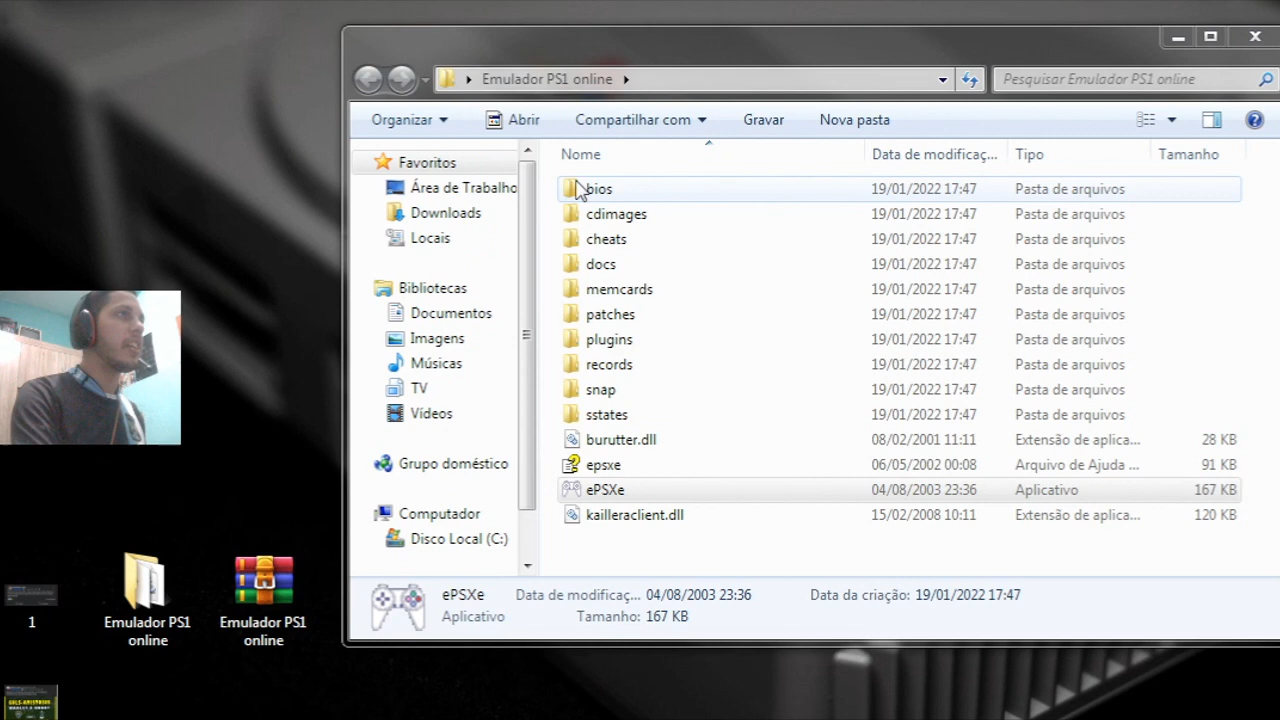 Emulador PS1 online
Pesquisar Emulador PS1 online
Organizar
Abrir
Compartilhar com
Gravar
Nova pasta
Nome
Data de modificaç...
Tipo
Tamanho
Favoritos
Área de Trabalho
Downloads
Locais
Bibliotecas
Documentos
Imagens
Músicas
TV
Vídeos
Grupo doméstico
Computador
Disco Local (C:)
bios 19/01/2022 17:47 Pasta de arquivos
cdimages 19/01/2022 17:47 Pasta de arquivos
cheats 19/01/2022 17:47 Pasta de arquivos
docs 19/01/2022 17:47 Pasta de arquivos
memcards 19/01/2022 17:47 Pasta de arquivos
patches 19/01/2022 17:47 Pasta de arquivos
plugins 19/01/2022 17:47 Pasta de arquivos
records 19/01/2022 17:47 Pasta de arquivos
snap 19/01/2022 17:47 Pasta de arquivos
sstates 19/01/2022 17:47 Pasta de arquivos
burutter.dll 08/02/2001 11:11 Extensão de aplica... 28 KB
epsxe 06/05/2002 00:08 Arquivo de Ajuda ... 91 KB
ePSXe 04/08/2003 23:36 Aplicativo 167 KB
kailleraclient.dll 15/02/2008 10:11 Extensão de aplica... 120 KB
ePSXe Data de modificaç... 04/08/2003 23:36 Data da criação: 19/01/2022 17:47
Aplicativo Tamanho: 167 KB
1
Emulador PS1
online
Emulador PS1
online